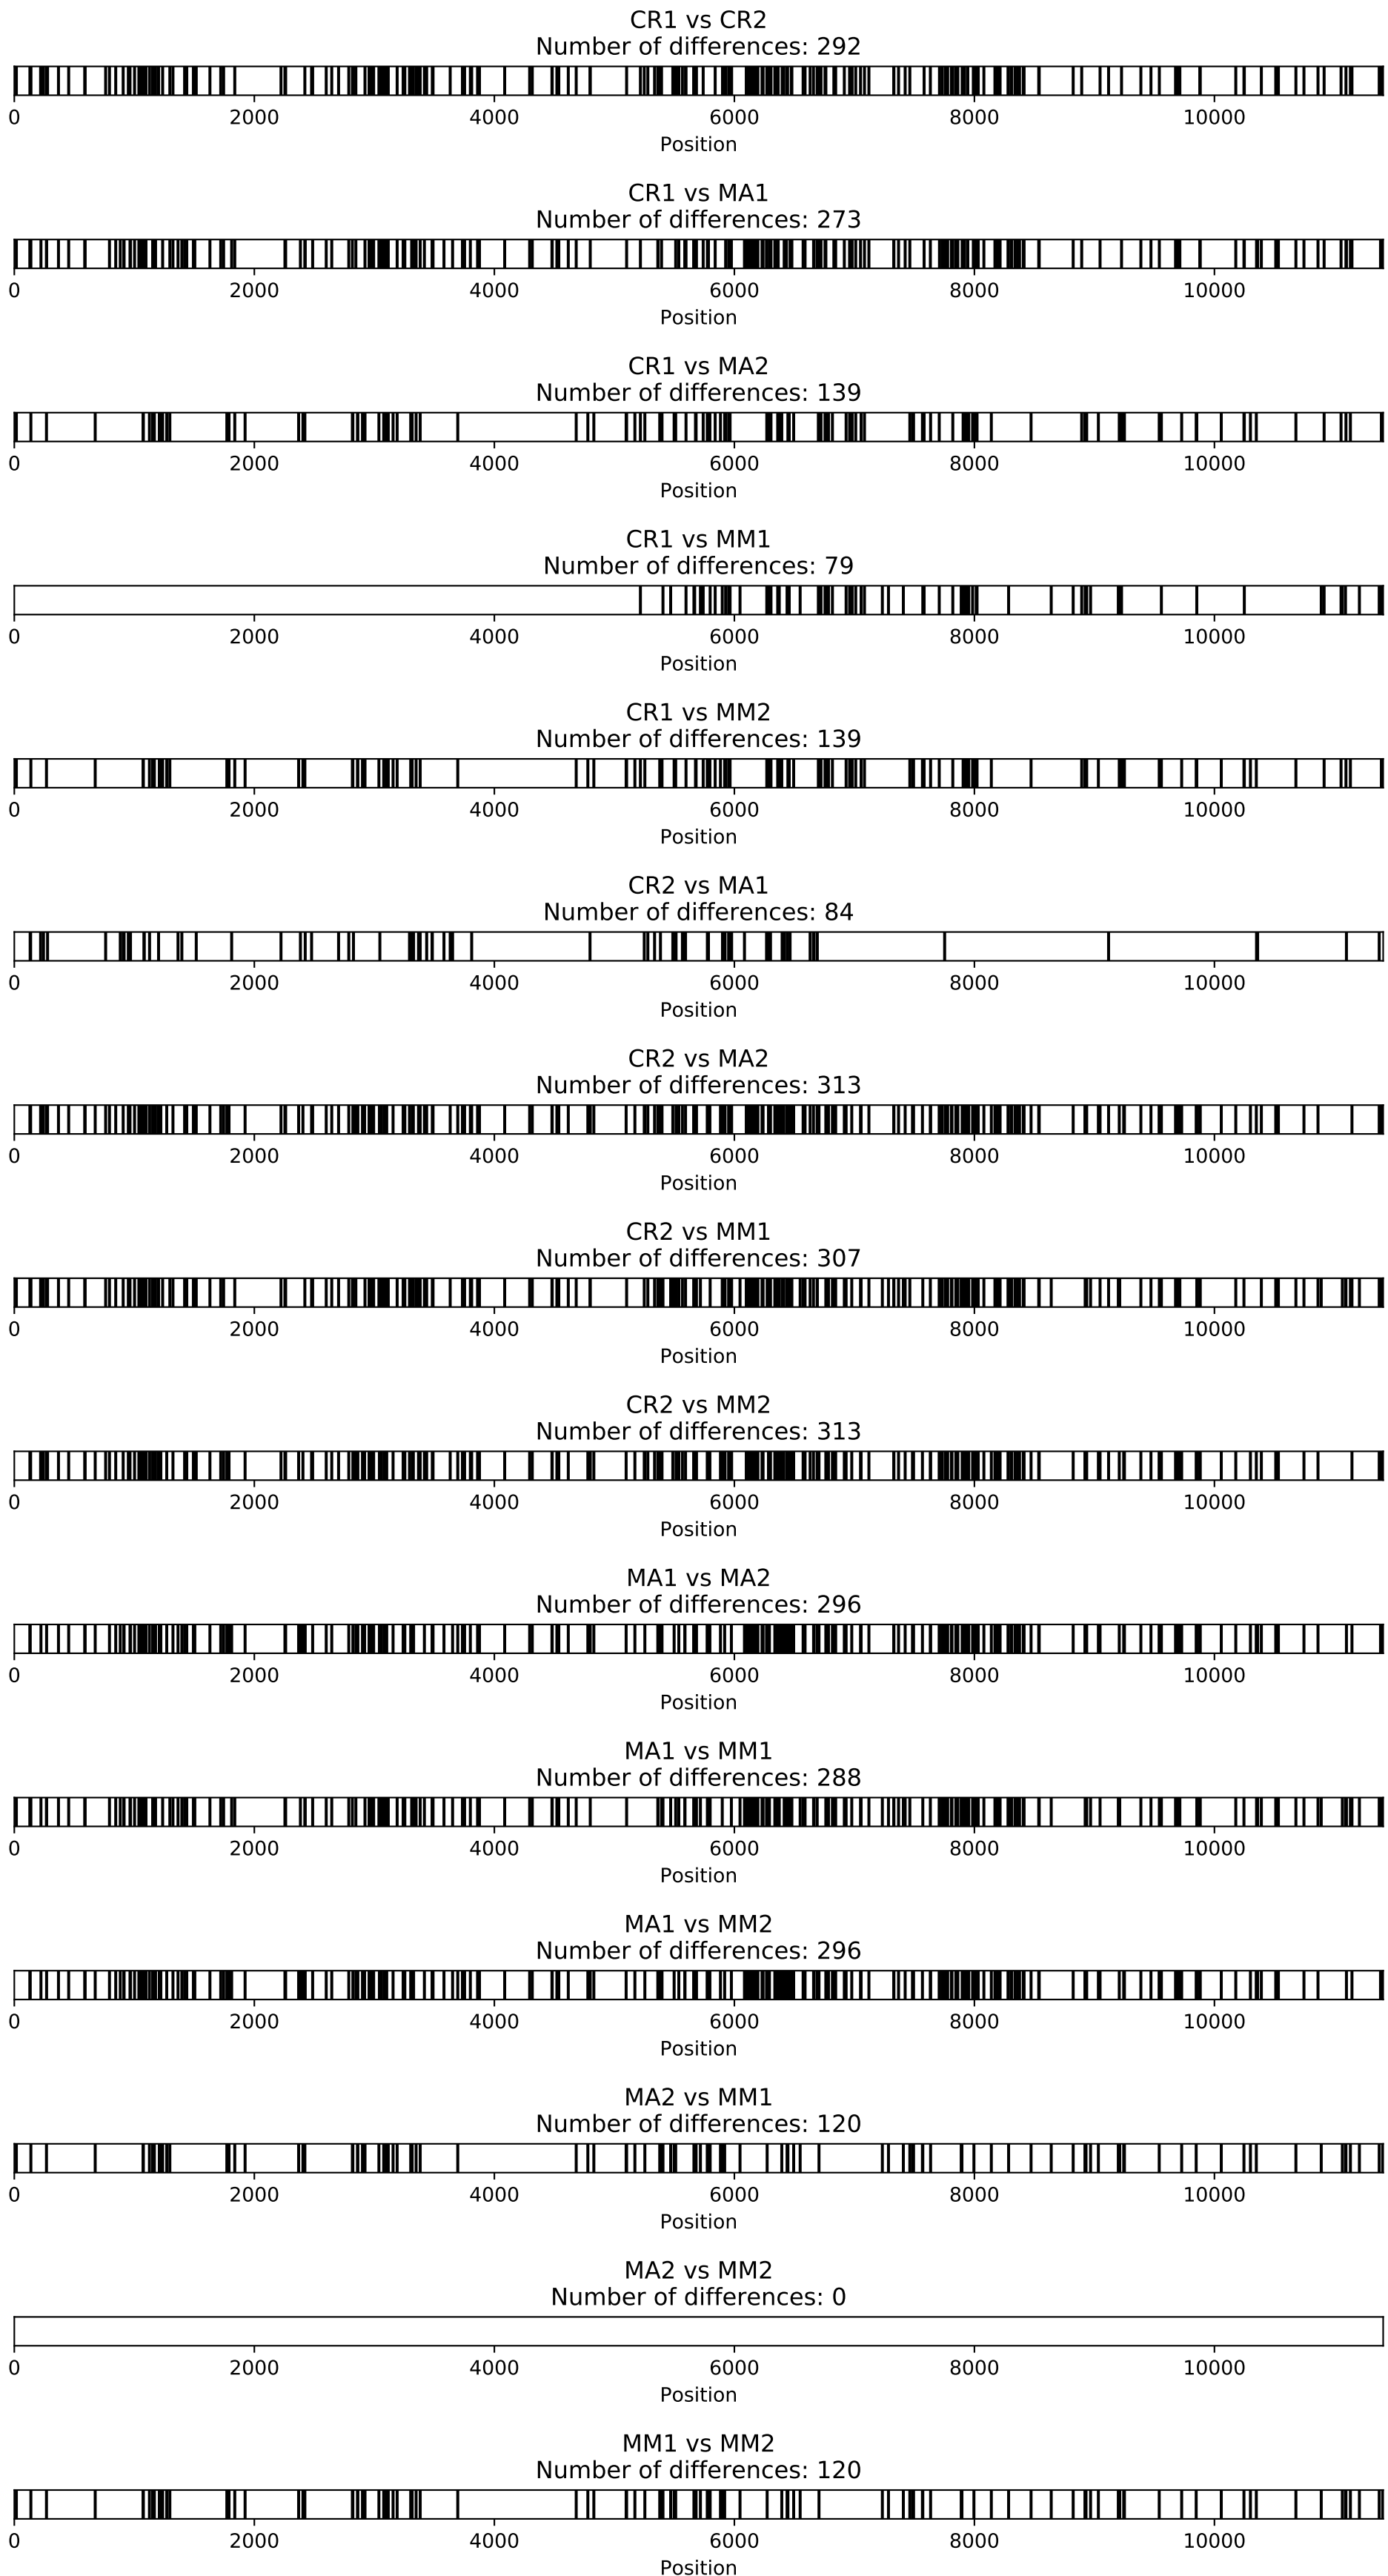 CR1 vs CR2
Number of differences: 292
0 2000 4000 6000 8000 10000
Position
CR1 vs MA1
Number of differences: 273
0 2000 4000 6000 8000 10000
Position
CR1 vs MA2
Number of differences: 139
0 2000 4000 6000 8000 10000
Position
CR1 vs MM1
Number of differences: 79
0 2000 4000 6000 8000 10000
Position
CR1 vs MM2
Number of differences: 139
0 2000 4000 6000 8000 10000
Position
CR2 vs MA1
Number of differences: 84
0 2000 4000 6000 8000 10000
Position
CR2 vs MA2
Number of differences: 313
0 2000 4000 6000 8000 10000
Position
CR2 vs MM1
Number of differences: 307
0 2000 4000 6000 8000 10000
Position
CR2 vs MM2
Number of differences: 313
0 2000 4000 6000 8000 10000
Position
MA1 vs MA2
Number of differences: 296
0 2000 4000 6000 8000 10000
Position
MA1 vs MM1
Number of differences: 288
0 2000 4000 6000 8000 10000
Position
MA1 vs MM2
Number of differences: 296
0 2000 4000 6000 8000 10000
Position
MA2 vs MM1
Number of differences: 120
0 2000 4000 6000 8000 10000
Position
MA2 vs MM2
Number of differences: 0
0 2000 4000 6000 8000 10000
Position
MM1 vs MM2
Number of differences: 120
0 2000 4000 6000 8000 10000
Position